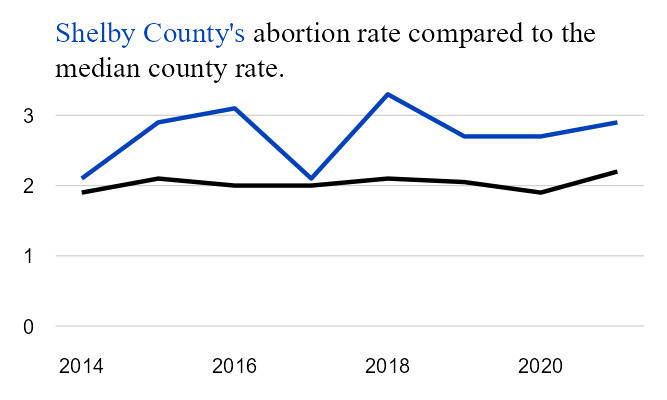 Shelby County's abortion rate compared to the
median county rate.
3
2
1
0
2014 2016 2018 2020